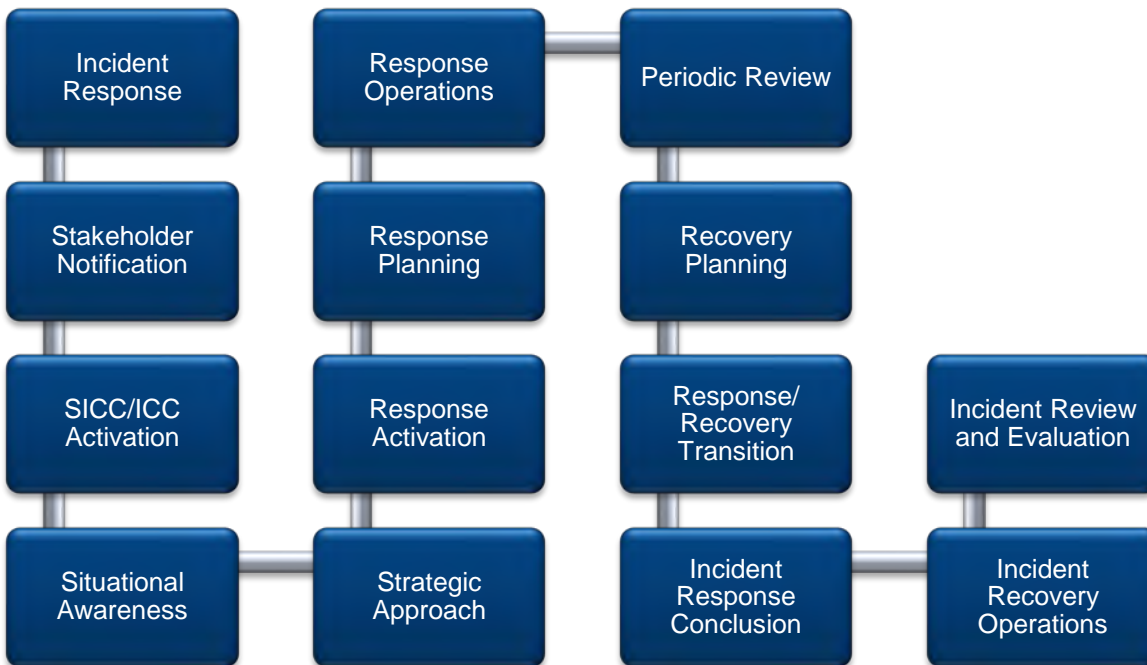 Incident
Response
Stakeholder
Notification
SICC/ICC
Activation
Situational
Awareness
Strategic
Approach
Response
Activation
Response
Planning
Response
Operations
Periodic Review
Recovery
Planning
Response/
Recovery
Transition
Incident
Response
Conclusion
Incident
Recovery
Operations
Incident Review
and Evaluation